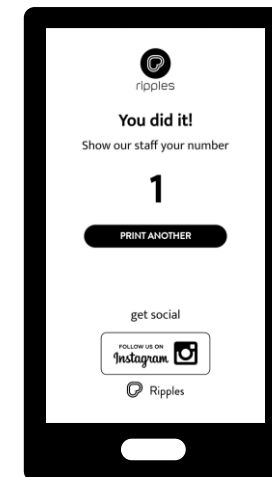 ripples
You did it!
Show our staff your number
1
PRINT ANOTHER
get social
FOLLOW US ON
Instagram
Ripples